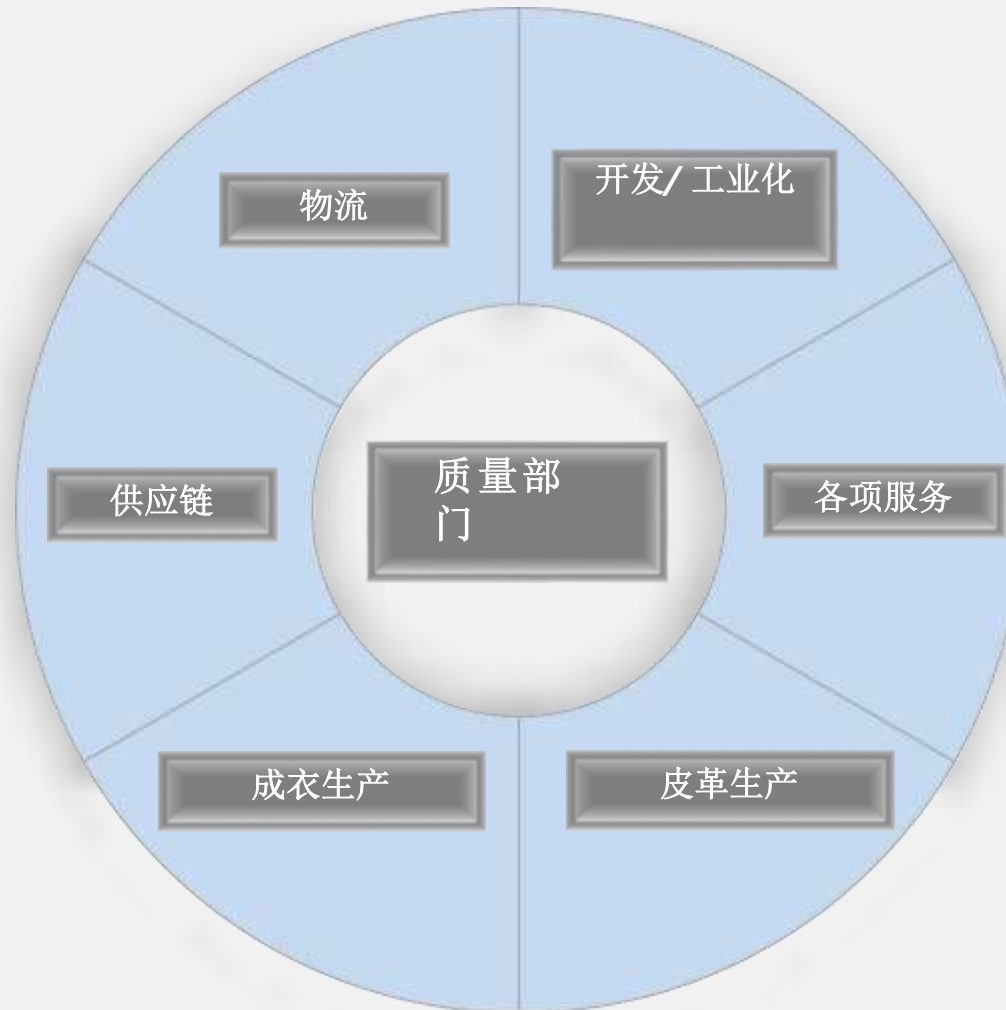 物流
开发/ 工业化
供应链
质量部
门
各项服务
成衣生产
皮革生产